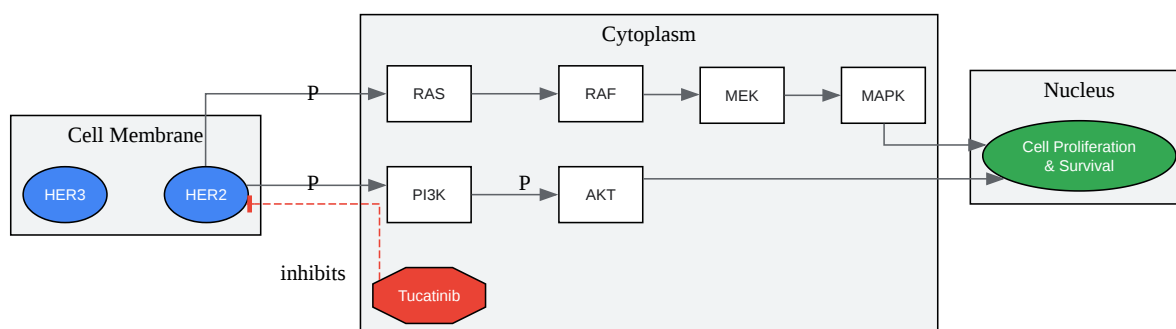 Cytoplasm
P
RAS
RAF
MEK
MAPK
Nucleus
Cell Membrane
Cell Proliferation
& Survival
HER3
HER2
P
PI3K
P
AKT
inhibits
Tucatinib